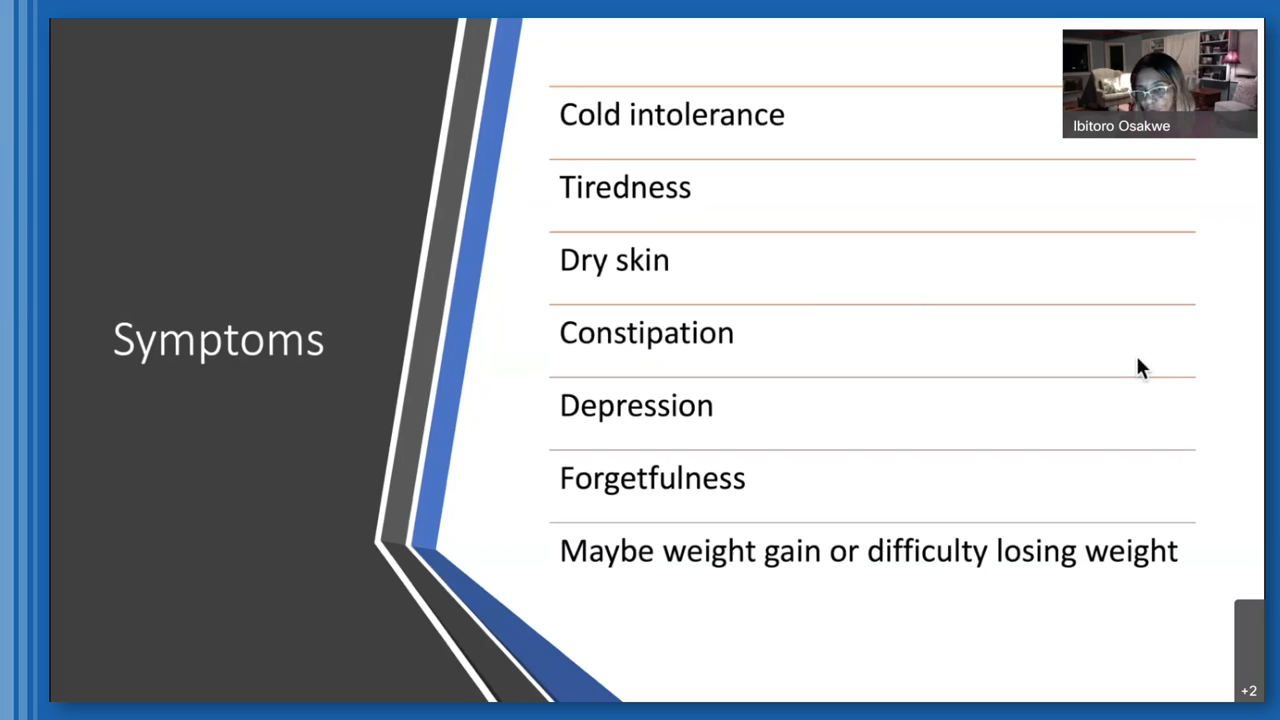 Ibitoro Osakwe
Symptoms
Cold intolerance
Tiredness
Dry skin
Constipation
Depression
Forgetfulness
Maybe weight gain or difficulty losing weight
+2